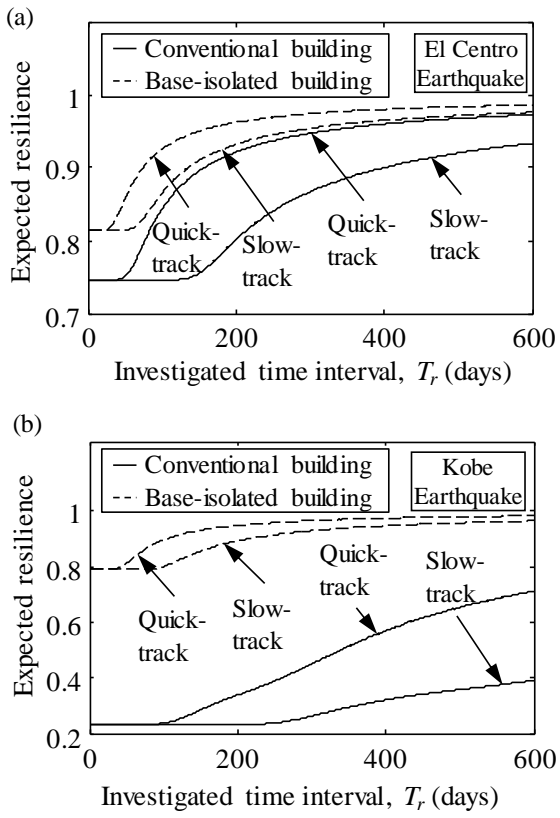 (a)
Conventional building
Base-isolated building
El Centro
Earthquake
Expected resilience
1
0.9
0.8
0.7
Quick-
track
Slow-
track
Quick-
track
Slow-
track
0
200
400
600
Investigated time interval, T_r (days)
(b)
Conventional building
Base-isolated building
Kobe
Earthquake
Expected resilience
1
0.8
0.6
0.4
0.2
Quick-
track
Slow-
track
Quick-
track
Slow-
track
0
200
400
600
Investigated time interval, T_r (days)